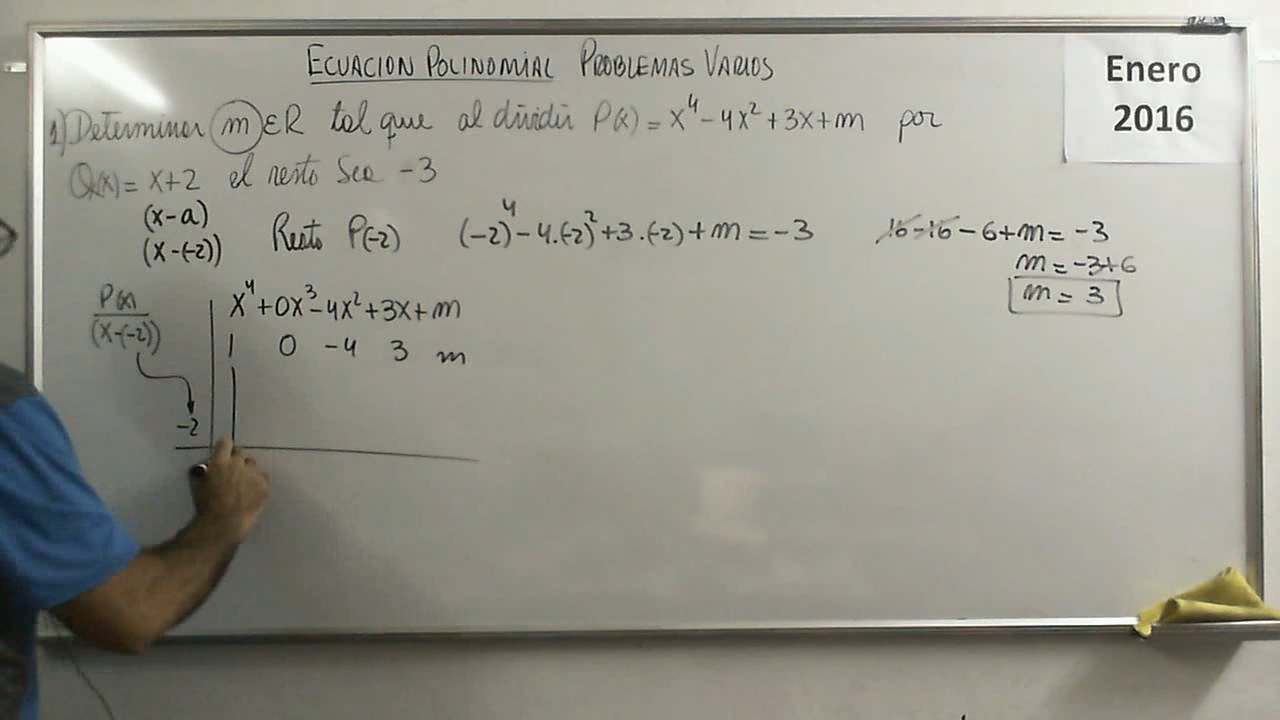 ECUACION POLINOMIAL PROBLEMAS VARIOS
Enero
2016
1) Determinar m ∈ R tal que al dividir P(x) = x⁴ - 4x² + 3x + m por
Q(x) = x+2 el resto sea -3
(x-a)
(x-(-2))
Resto P(-2)
(-2)⁴ - 4.(-2)² + 3.(-2) + m = -3
16 - 16 - 6 + m = -3
m = -3+6
m = 3
P(x)
(x-(-2))
x⁴ + 0x³ - 4x² + 3x + m
1 0 -4 3 m
-2